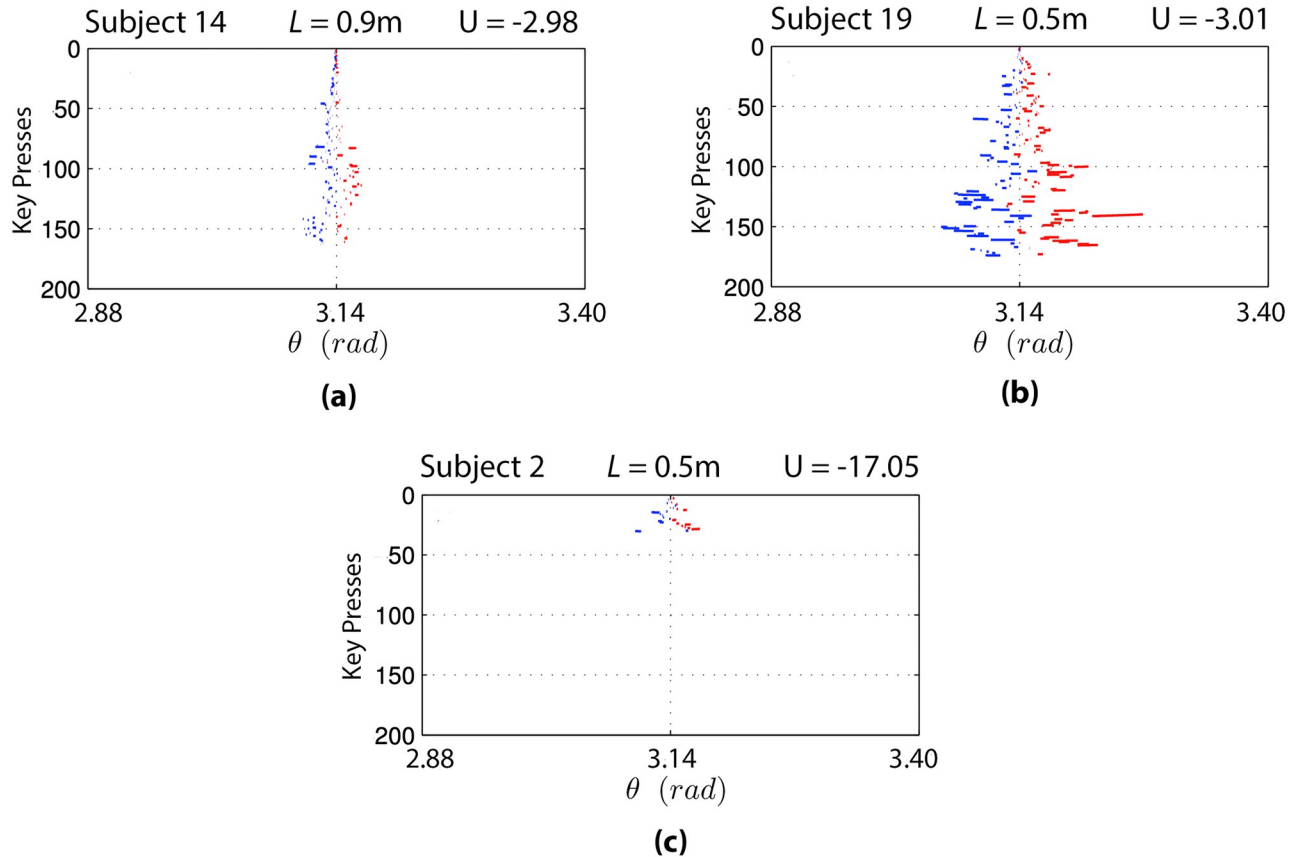 Subject 14 L = 0.9m U = -2.98
0
50
100
150
200
Key Presses
2.88 3.14 3.40
θ (rad)
(a)
Subject 19 L = 0.5m U = -3.01
0
50
100
150
200
Key Presses
2.88 3.14 3.40
θ (rad)
(b)
Subject 2 L = 0.5m U = -17.05
0
50
100
150
200
Key Presses
2.88 3.14 3.40
θ (rad)
(c)